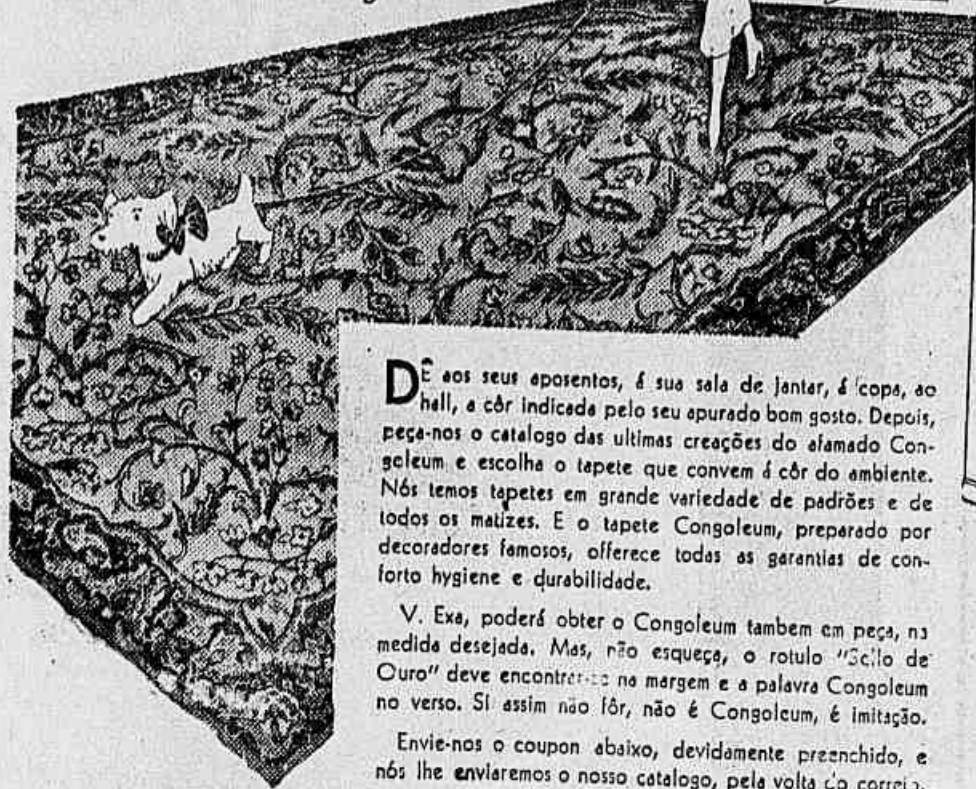 DÊ aos seus aposentos, á sua sala de jantar, á copa, ao
hall, a côr indicada pelo seu apurado bom gosto. Depois,
peça-nos o catalogo das ultimas creações do afamado Con-
goleum e escolha o tapete que convem á côr do ambiente.
Nós temos tapetes em grande variedade de padrões e de
todos os matizes. E o tapete Congoleum, preparado por
decoradores famosos, offerece todas as garantias de con-
forto hygiene e durabilidade.
V. Exa, poderá obter o Congoleum tambem em peça, na
medida desejada. Mas, não esqueça, o rotulo "Sello de
Ouro" deve encontrar-se na margem e a palavra Congoleum
no verso. Si assim não fôr, não é Congoleum, é imitação.
Envie-nos o coupon abaixo, devidamente preenchido, e
nós lhe enviaremos o nosso catalogo, pela volta do correio.